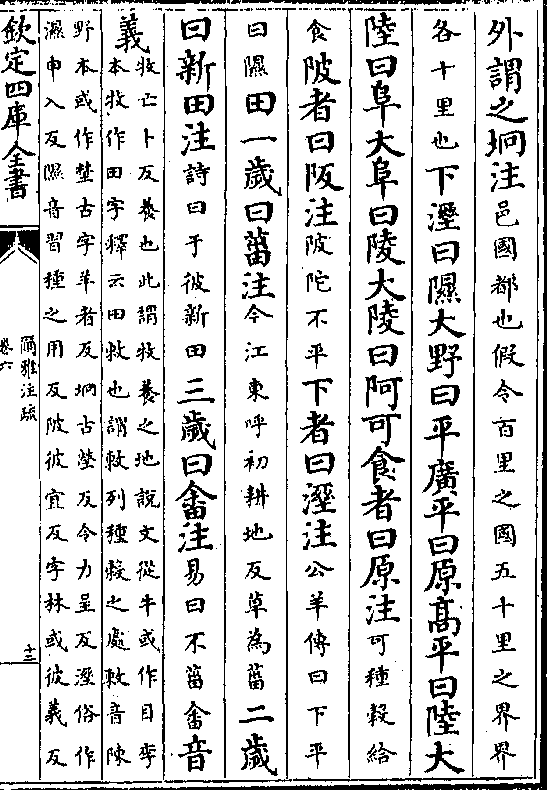 外謂之坰注邑國都也假令百里之國五十里之界界
各十里也下溼曰隰大野曰平廣平曰原高平曰陸大
陸曰阜大阜曰陵大陵曰阿可食者曰原注可種穀給
食陂者曰阪注陂陀不平下者曰溼注公羊傳曰下平
曰隰田一歲曰菑注今江東呼初耕地反草為菑二歲
曰新田注詩曰于彼新田三歲曰畬注易曰不菑畬音
義牧亡卜反養也此謂牧養之地說文從牛或作目李
本牧作田字釋云田敕也謂敕列種穀之處敕音陳
野本或作埜古字羊者反坰古螢反令力呈反溼俗作
濕申入反隰音習種之用反陂彼宜反字林或彼義反
欽定四庫全書
爾雅注疏
卷六
十二